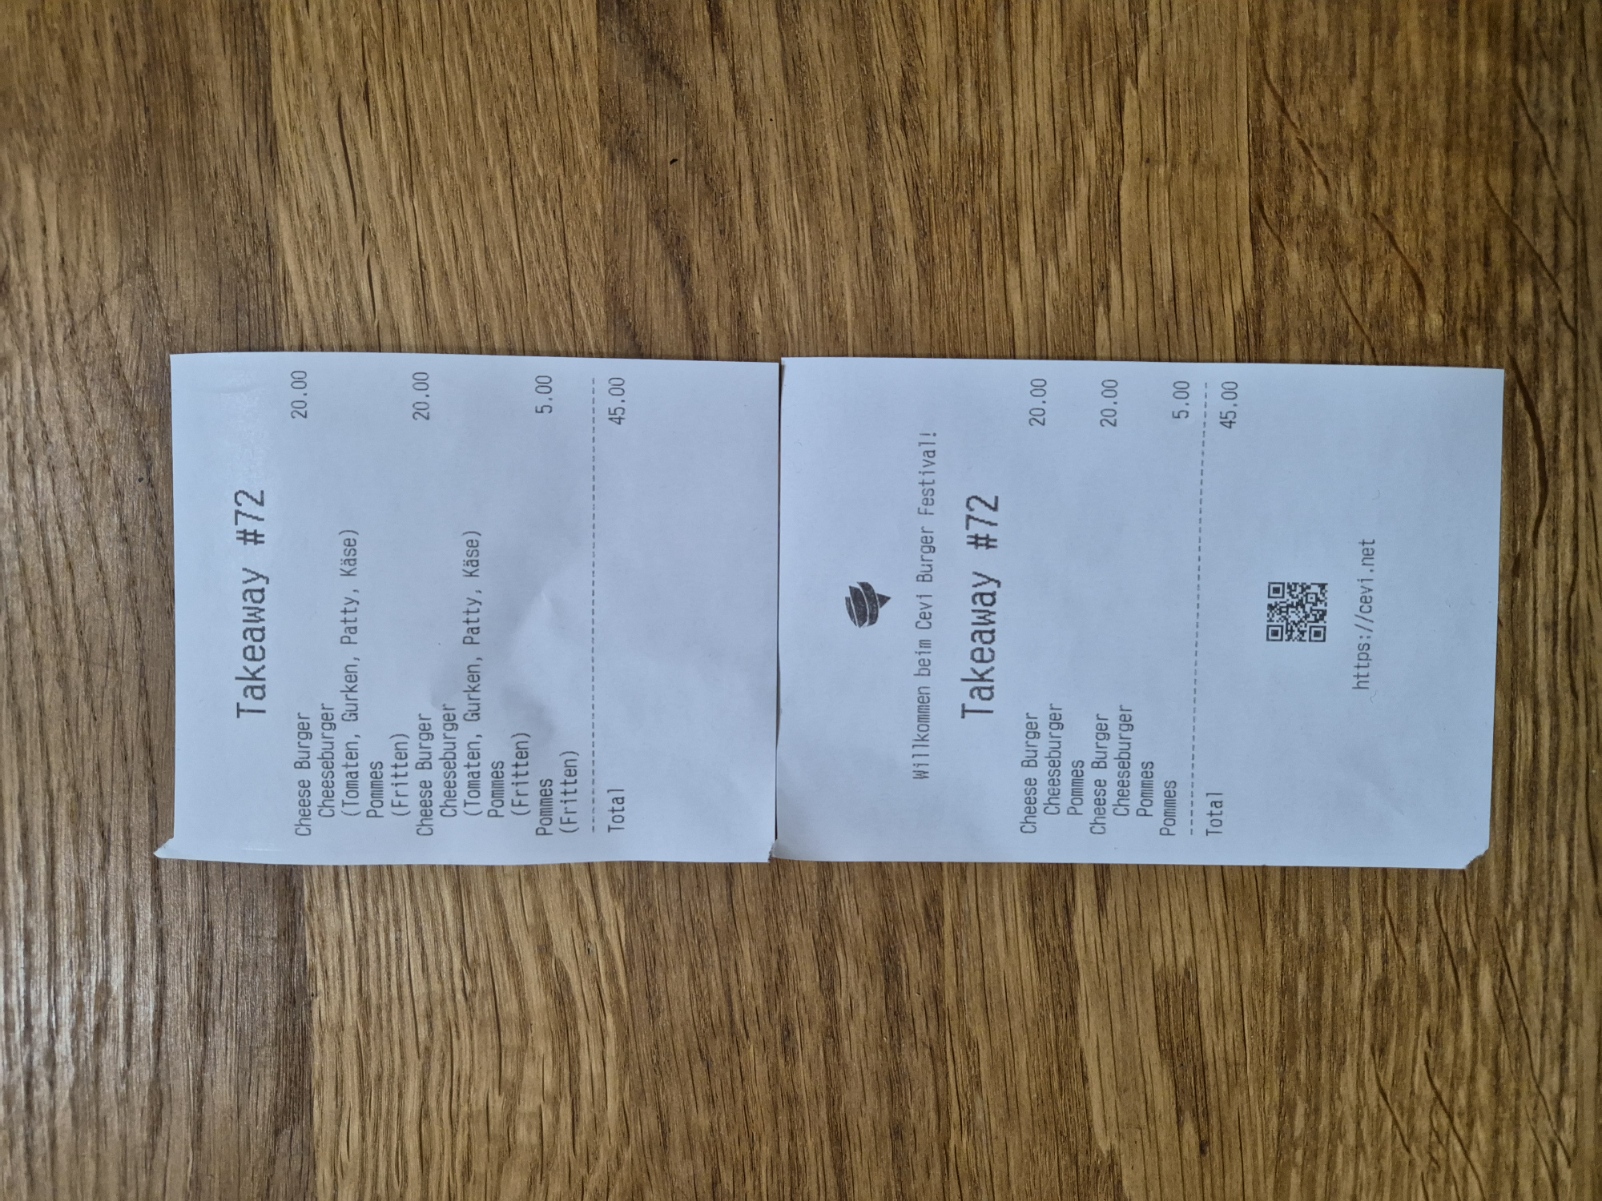 Takeaway #72
Cheese Burger 20.00
Cheeseburger
(Tomaten, Gurken, Patty, Käse)
Pommes
(Fritten)
Cheese Burger 20.00
Cheeseburger
(Tomaten, Gurken, Patty, Käse)
Pommes
(Fritten)
Pommes 5.00
(Fritten)
Total 45.00
Willkommen beim Cevi Burger Festival!
Takeaway #72
Cheese Burger 20.00
Cheeseburger
Pommes
Cheese Burger 20.00
Cheeseburger
Pommes
Pommes 5.00
Total 45.00
https://cevi.net